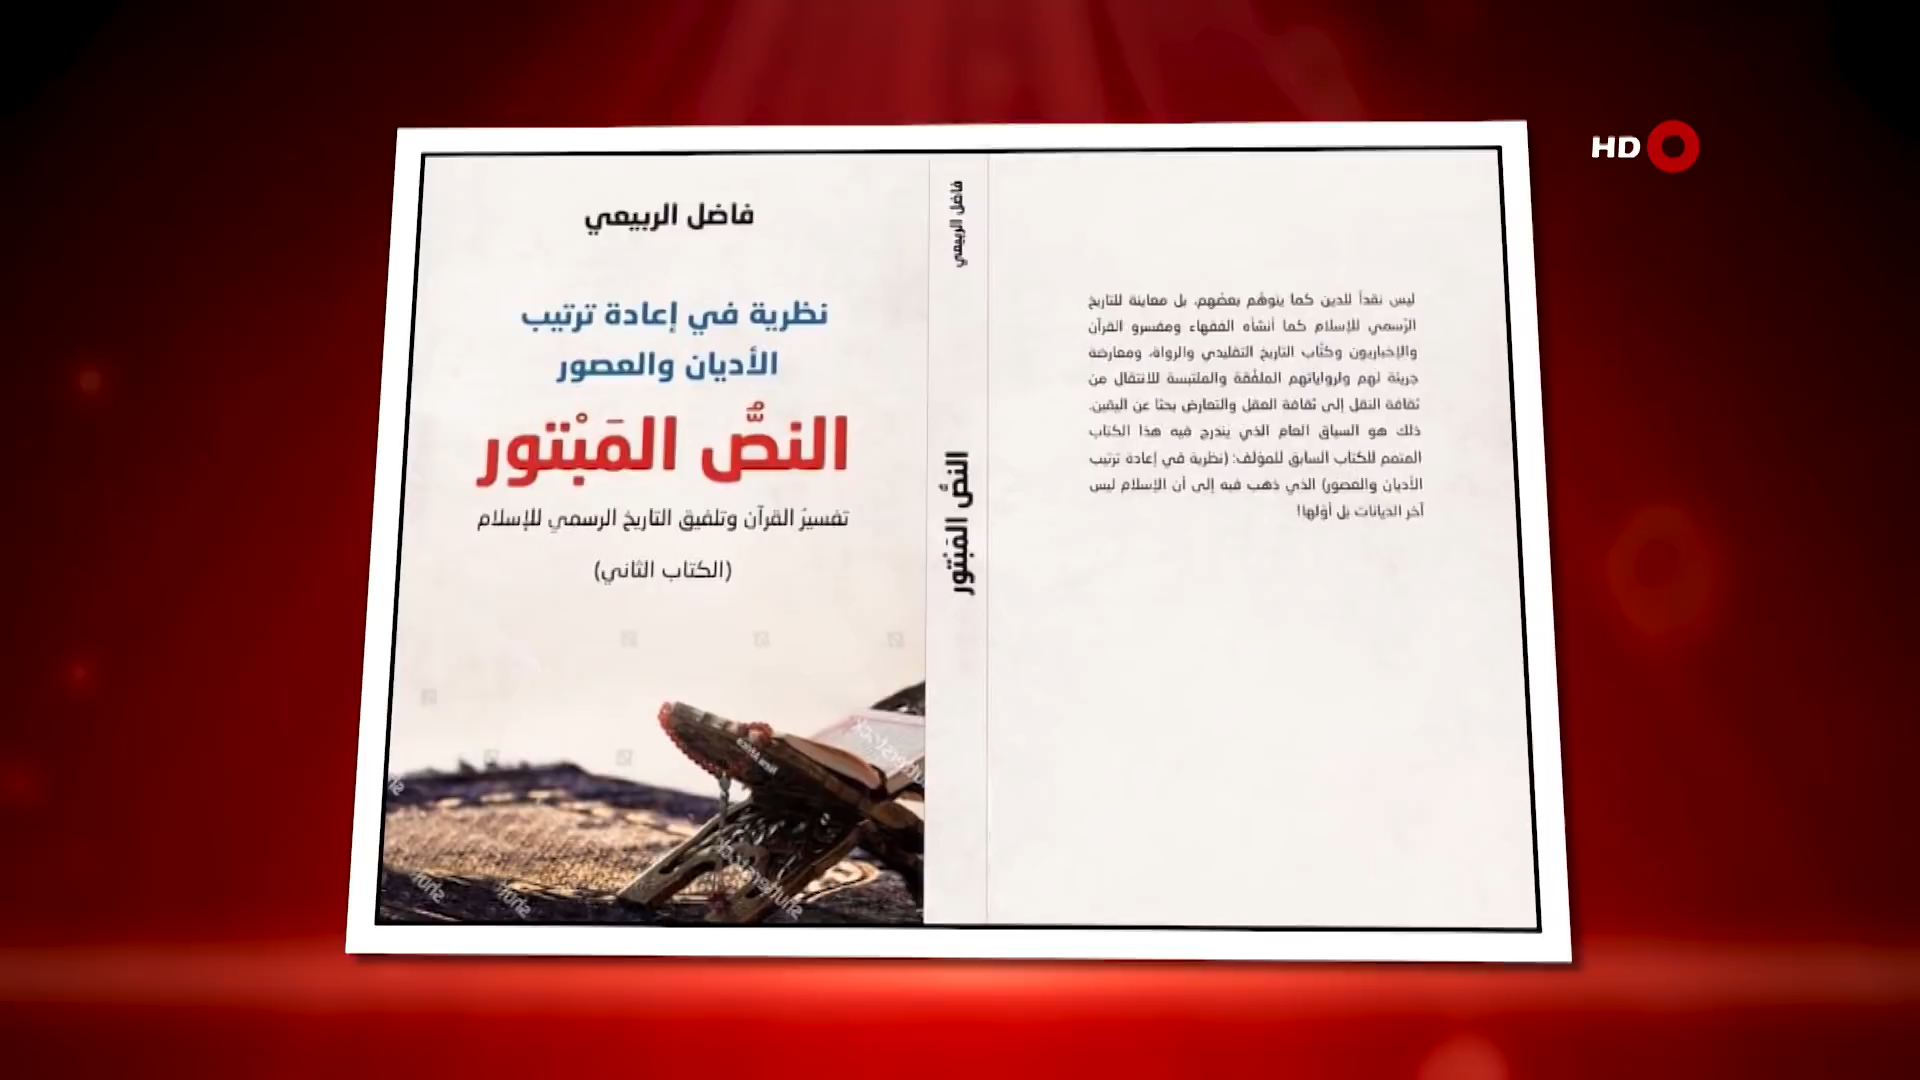 HD
فاضل الربيعي
نظرية في إعادة ترتيب
الأديان والعصور
النصُّ المَبْتور
تفسيرُ القرآن وتلفيق التاريخ الرسمي للإسلام
(الكتاب الثاني)
فاضل الربيعي
النصُّ المَبْتور
ليس نقداً للدين كما يتوهّم بعضهم، بل معاينة للتاريخ
الرّسمي للإسلام كما أنشأه الفقهاء ومفسرو القرآن
والإخباريون وكتّاب التاريخ التقليدي والرواة، ومعارضة
جريئة لهم ولرواياتهم الملفّقة والملتبسة للانتقال من
ثقافة النقل إلى ثقافة العقل والتعارض بحثا عن اليقين.
ذلك هو السياق العام الذي يندرج فيه هذا الكتاب
المتمم للكتاب السابق للمؤلف: (نظرية في إعادة ترتيب
الأديان والعصور) الذي ذهب فيه إلى أن الإسلام ليس
آخر الديانات بل أولها!
shutterstock